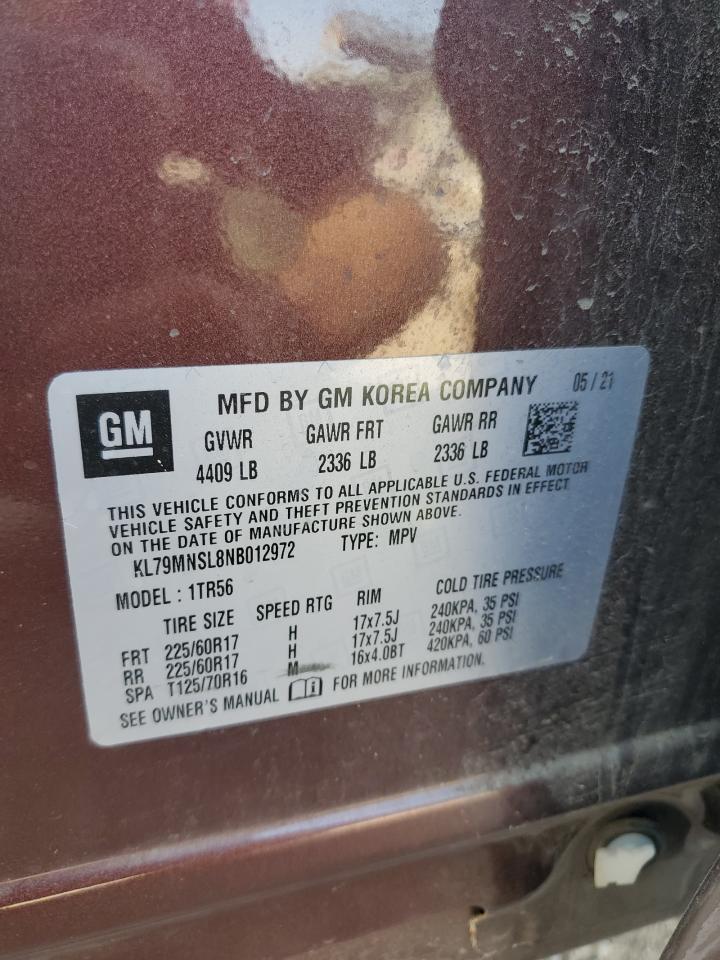 GM
MFD BY GM KOREA COMPANY 05 / 21
GVWR GAWR FRT GAWR RR
4409 LB 2336 LB 2336 LB
THIS VEHICLE CONFORMS TO ALL APPLICABLE U.S. FEDERAL MOTOR
VEHICLE SAFETY AND THEFT PREVENTION STANDARDS IN EFFECT
ON THE DATE OF MANUFACTURE SHOWN ABOVE.
KL79MNSL8NB012972 TYPE: MPV
MODEL : 1TR56
TIRE SIZE SPEED RTG RIM COLD TIRE PRESSURE
FRT 225/60R17 H 17x7.5J 240KPA, 35 PSI
RR 225/60R17 H 17x7.5J 240KPA, 35 PSI
SPA T125/70R16 M 16x4.0BT 420KPA, 60 PSI
SEE OWNER'S MANUAL i FOR MORE INFORMATION.